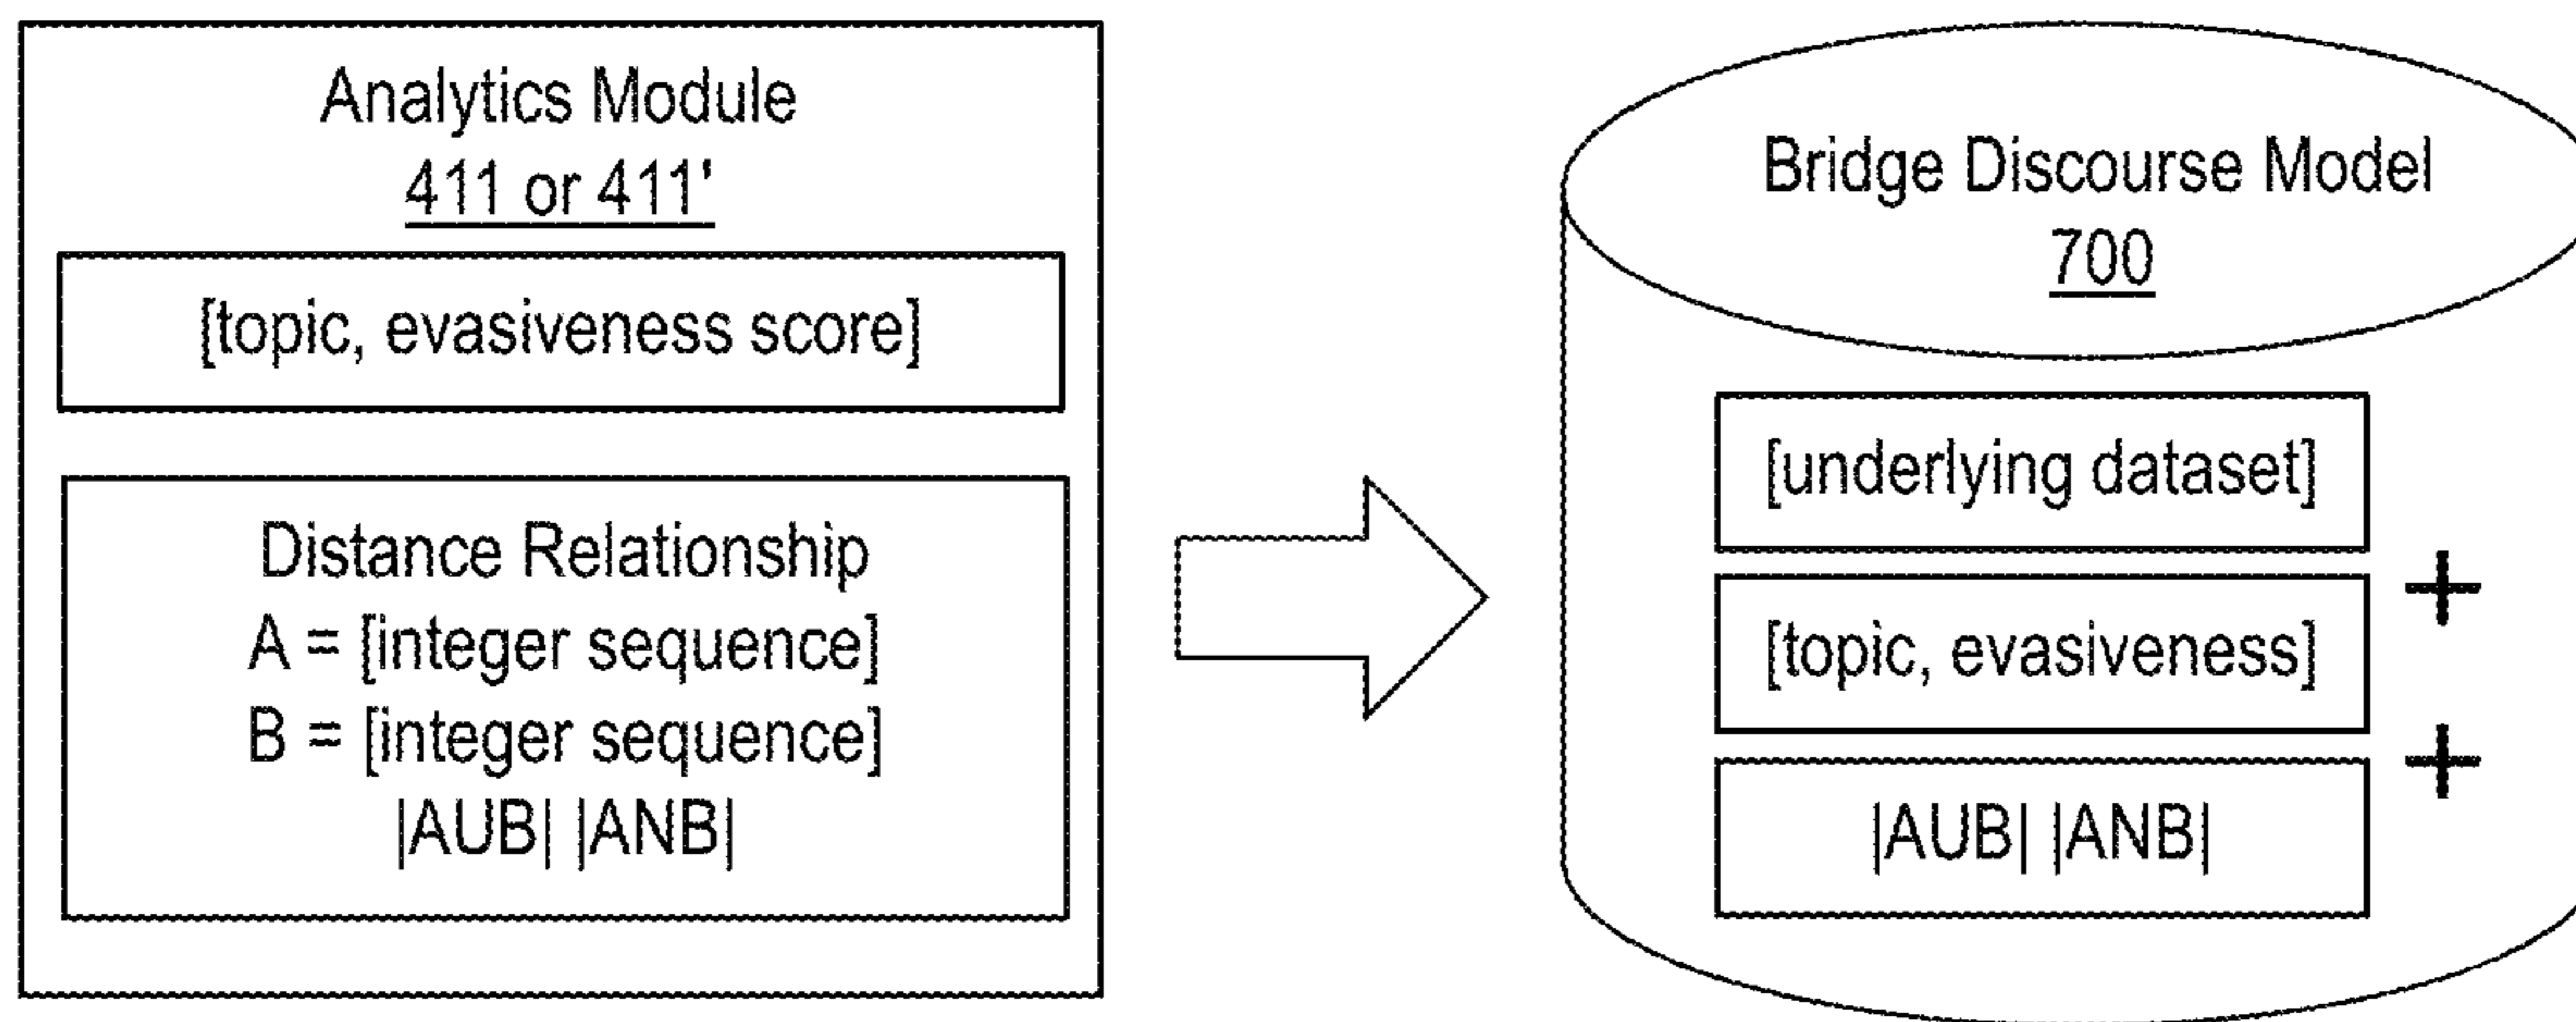 Analytics Module
411 or 411'
[topic, evasiveness score]
Distance Relationship
A = [integer sequence]
B = [integer sequence]
|AUB| |ANB|
Bridge Discourse Model
700
[underlying dataset]
+
[topic, evasiveness]
+
|AUB| |ANB|